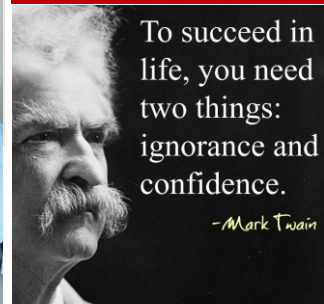 To succeed in
life, you need
two things:
ignorance and
confidence.
-Mark Twain